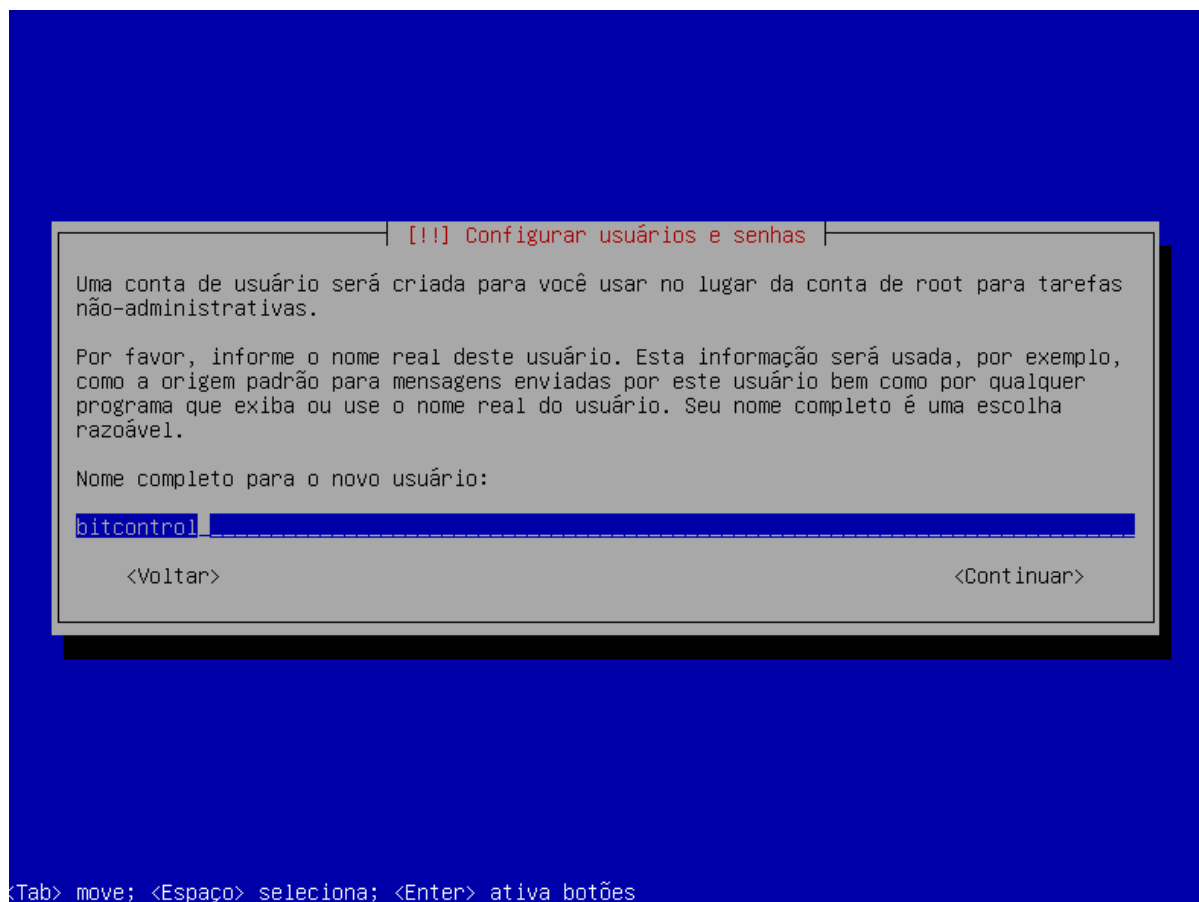 [!!] Configurar usuários e senhas
Uma conta de usuário será criada para você usar no lugar da conta de root para tarefas
não-administrativas.
Por favor, informe o nome real deste usuário. Esta informação será usada, por exemplo,
como a origem padrão para mensagens enviadas por este usuário bem como por qualquer
programa que exiba ou use o nome real do usuário. Seu nome completo é uma escolha
razoável.
Nome completo para o novo usuário:
bitcontrol
<Voltar> <Continuar>
<Tab> move; <Espaço> seleciona; <Enter> ativa botões